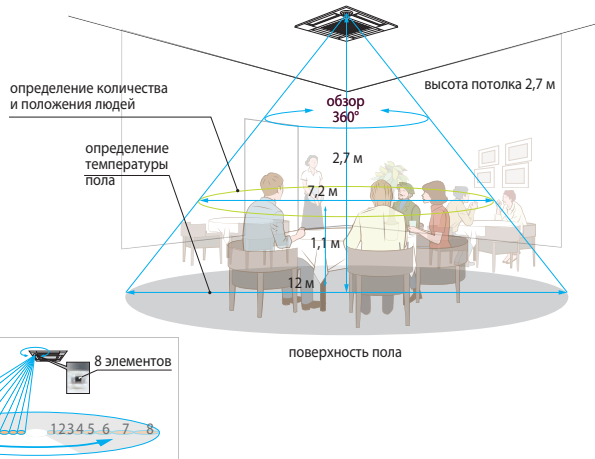 определение количества
и положения людей
высота потолка 2,7 м
обзор
360°
определение
температуры
пола
2,7 м
7,2 м
1,1 м
12 м
поверхность пола
8 элементов
1 2 3 4 5 6 7 8